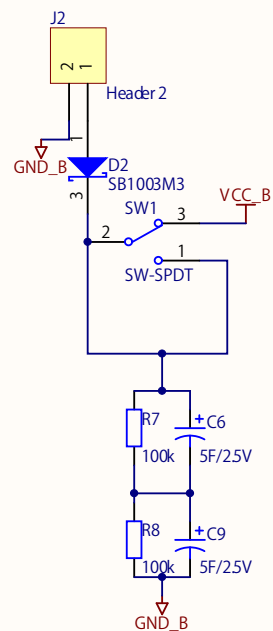 J2
2
1
Header 2
1
GND_B
D2
SB1003M3
3
SW1
VCC_B
3
2
1
SW-SPDT
R7
+
C6
100k
5F/2.5V
R8
+
C9
100k
5F/2.5V
GND_B